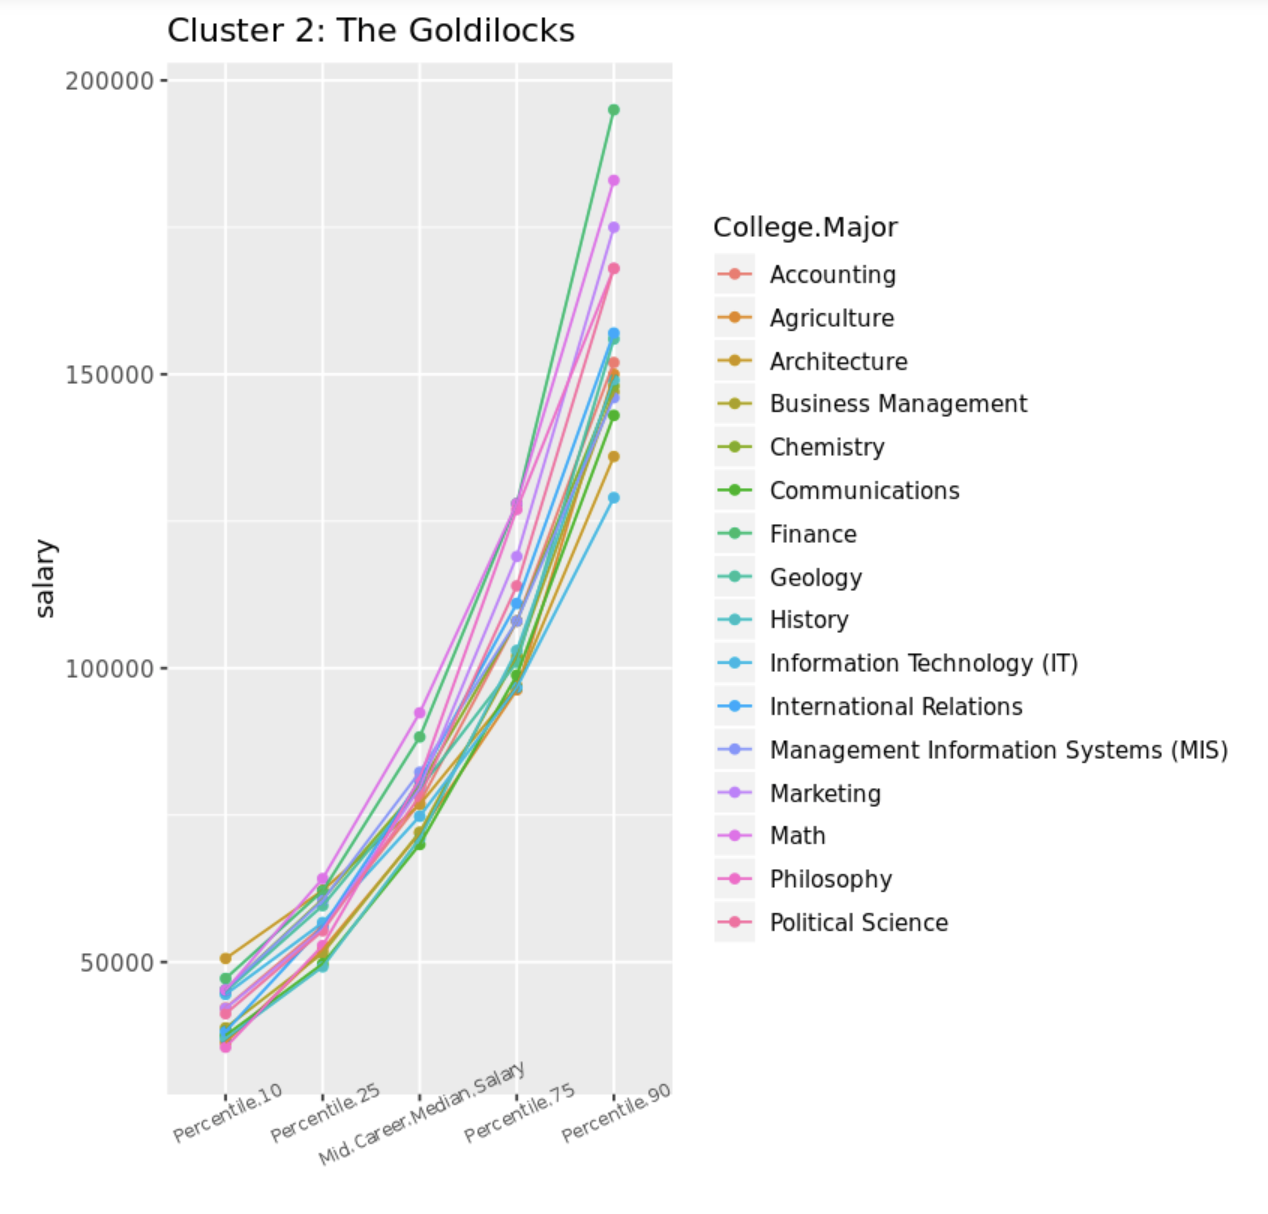 Cluster 2: The Goldilocks
200000
150000
100000
50000
salary
Percentile.10
Percentile.25
Mid.Career.Median.Salary
Percentile.75
Percentile.90
College.Major
Accounting
Agriculture
Architecture
Business Management
Chemistry
Communications
Finance
Geology
History
Information Technology (IT)
International Relations
Management Information Systems (MIS)
Marketing
Math
Philosophy
Political Science